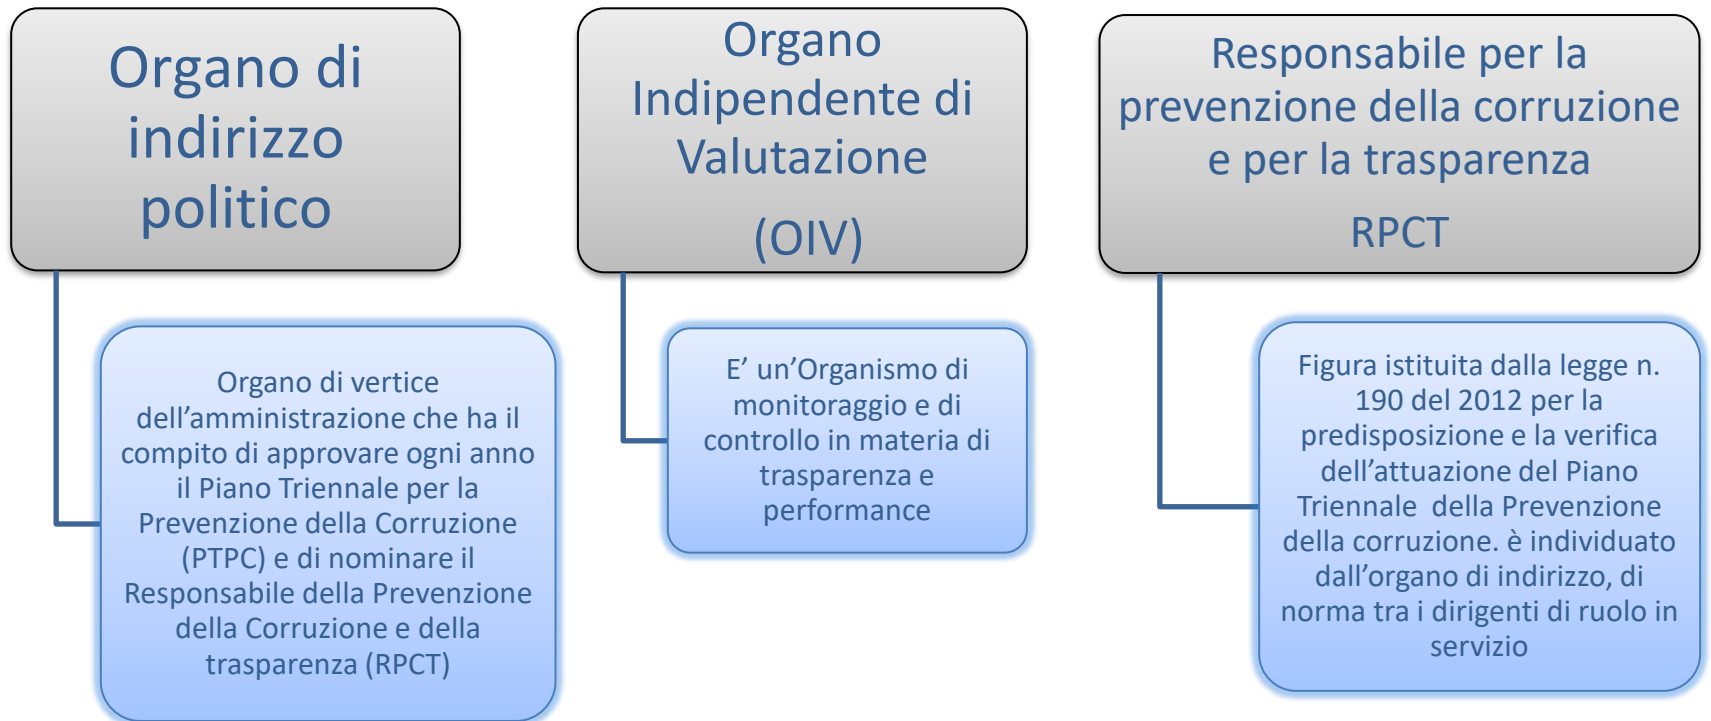 Organo di
indirizzo
politico
Organo di vertice
dell’amministrazione che ha il
compito di approvare ogni anno
il Piano Triennale per la
Prevenzione della Corruzione
(PTPC) e di nominare il
Responsabile della Prevenzione
della Corruzione e della
trasparenza (RPCT)
Organo
Indipendente di
Valutazione
(OIV)
E’ un’Organismo di
monitoraggio e di
controllo in materia di
trasparenza e
performance
Responsabile per la
prevenzione della corruzione
e per la trasparenza
RPCT
Figura istituita dalla legge n.
190 del 2012 per la
predisposizione e la verifica
dell’attuazione del Piano
Triennale  della Prevenzione
della corruzione. è individuato
dall’organo di indirizzo, di
norma tra i dirigenti di ruolo in
servizio